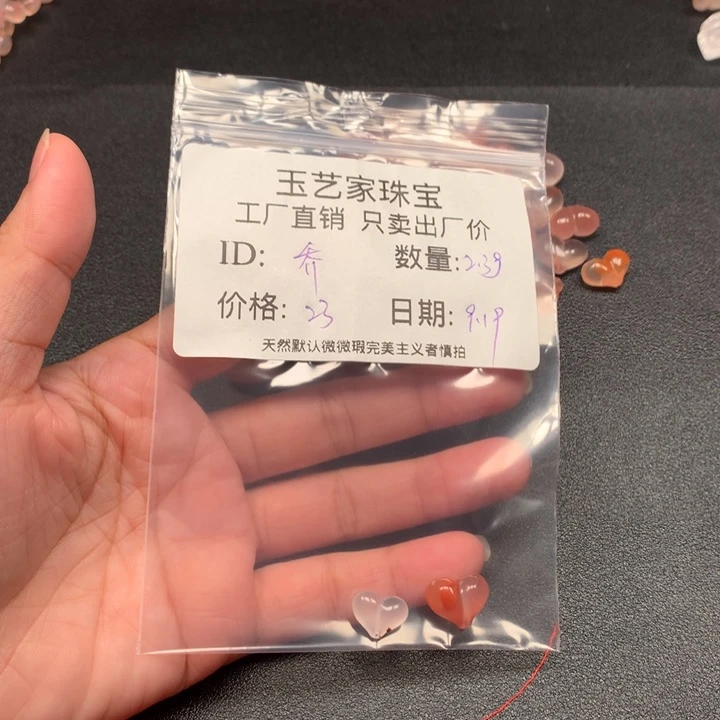 玉艺家珠宝
工厂直销 只卖出厂价
ID: 乔 数量: 2.39
价格: 23 日期: 9.19
天然默认微微瑕完美主义者慎拍